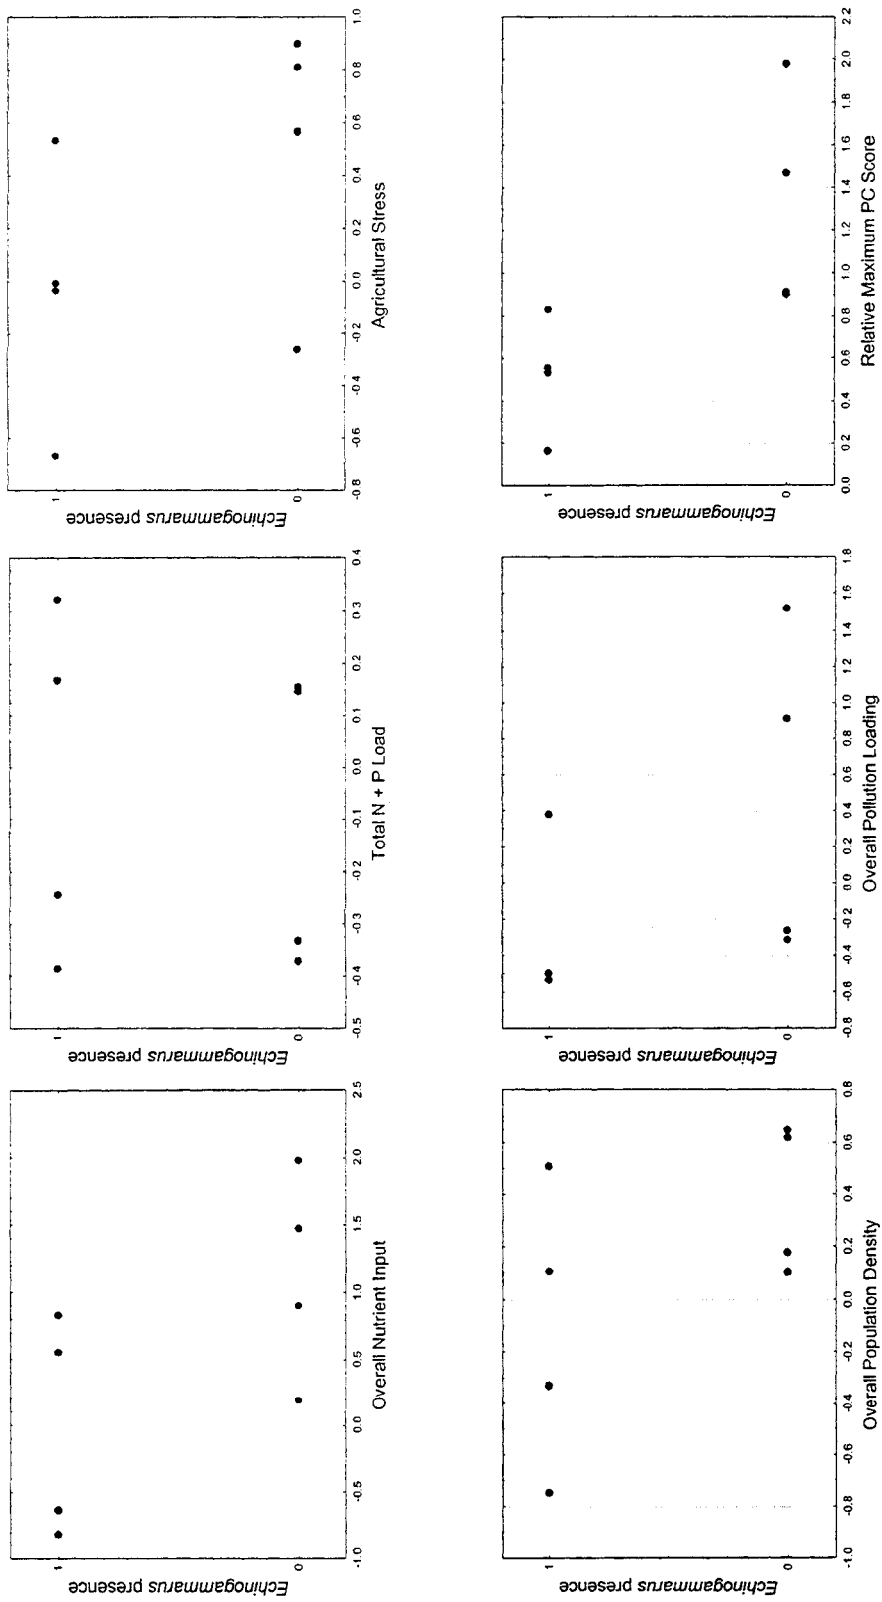 Echinogammarus presence
1
0
-1.0 -0.5 0.0 0.5 1.0 1.5 2.0 2.5
Overall Nutrient Input
Echinogammarus presence
1
0
-0.5 -0.4 -0.3 -0.2 -0.1 0.0 0.1 0.2 0.3 0.4
Total N + P Load
Echinogammarus presence
1
0
-0.8 -0.6 -0.4 -0.2 0.0 0.2 0.4 0.6 0.8 1.0
Agricultural Stress
Echinogammarus presence
1
0
-1.0 -0.8 -0.6 -0.4 -0.2 0.0 0.2 0.4 0.6 0.8
Overall Population Density
Echinogammarus presence
1
0
-0.8 -0.6 -0.4 -0.2 0.0 0.2 0.4 0.6 0.8 1.0 1.2 1.4 1.6 1.8
Overall Pollution Loading
Echinogammarus presence
1
0
0.0 0.2 0.4 0.6 0.8 1.0 1.2 1.4 1.6 1.8 2.0 2.2
Relative Maximum PC Score